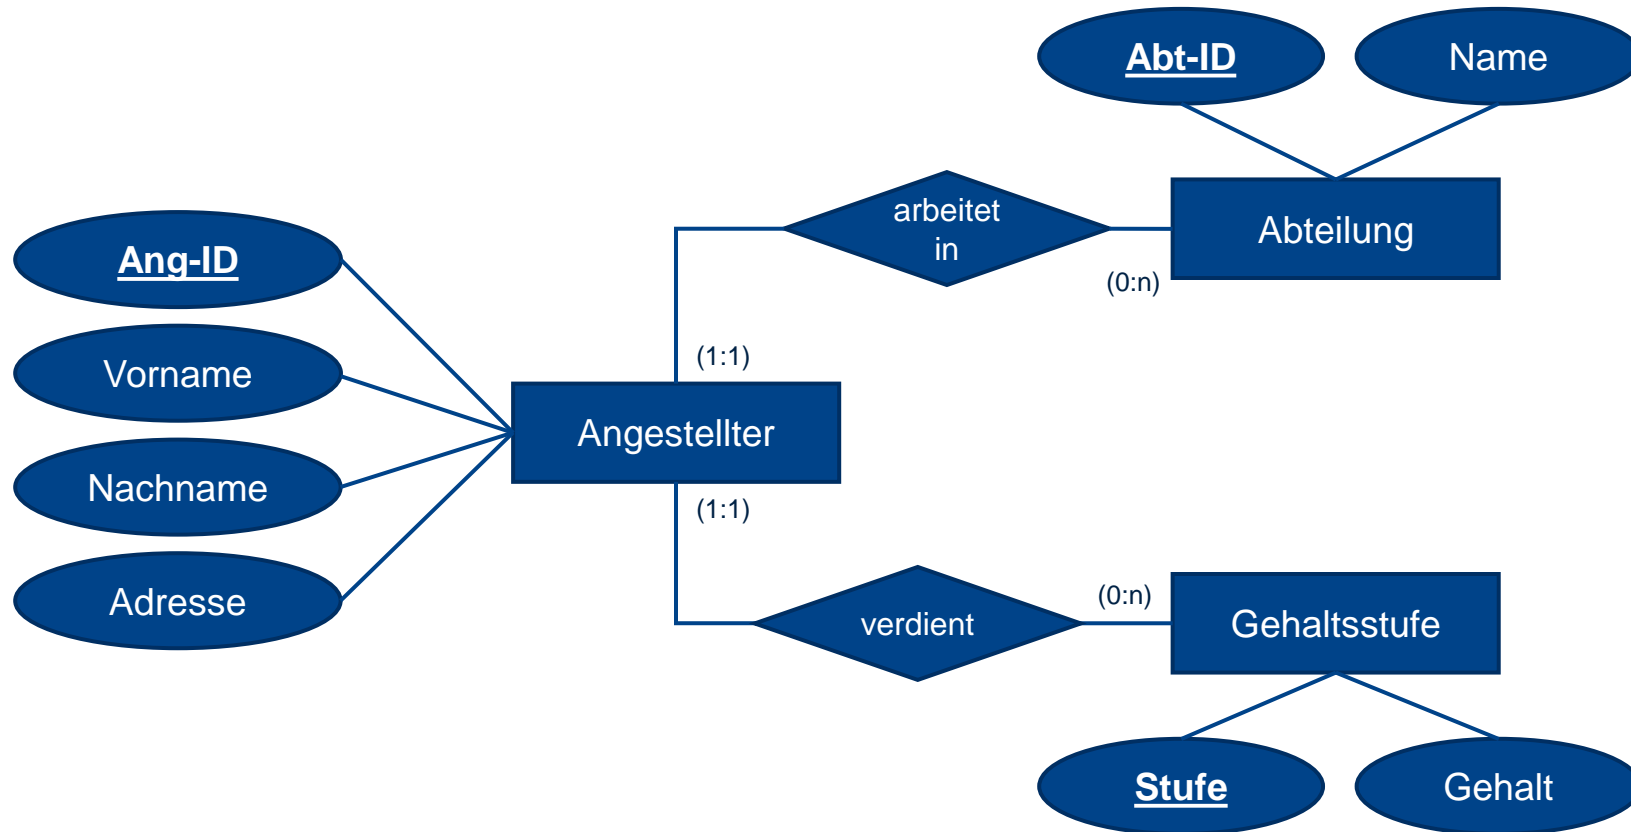 Abt-ID
Name
arbeitet
in
Abteilung
(0:n)
Ang-ID
Vorname
Nachname
Adresse
(1:1)
Angestellter
(1:1)
verdient
(0:n)
Gehaltsstufe
Stufe
Gehalt